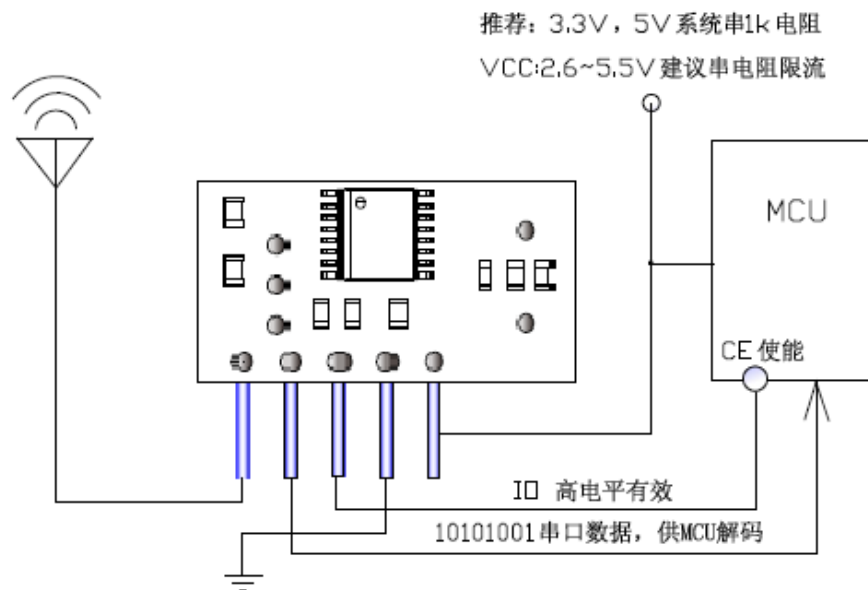 推荐：3.3V，5V系统串1k电阻
VCC:2.6~5.5V建议串电阻限流
MCU
CE使能
IO 高电平有效
10101001串口数据，供MCU解码